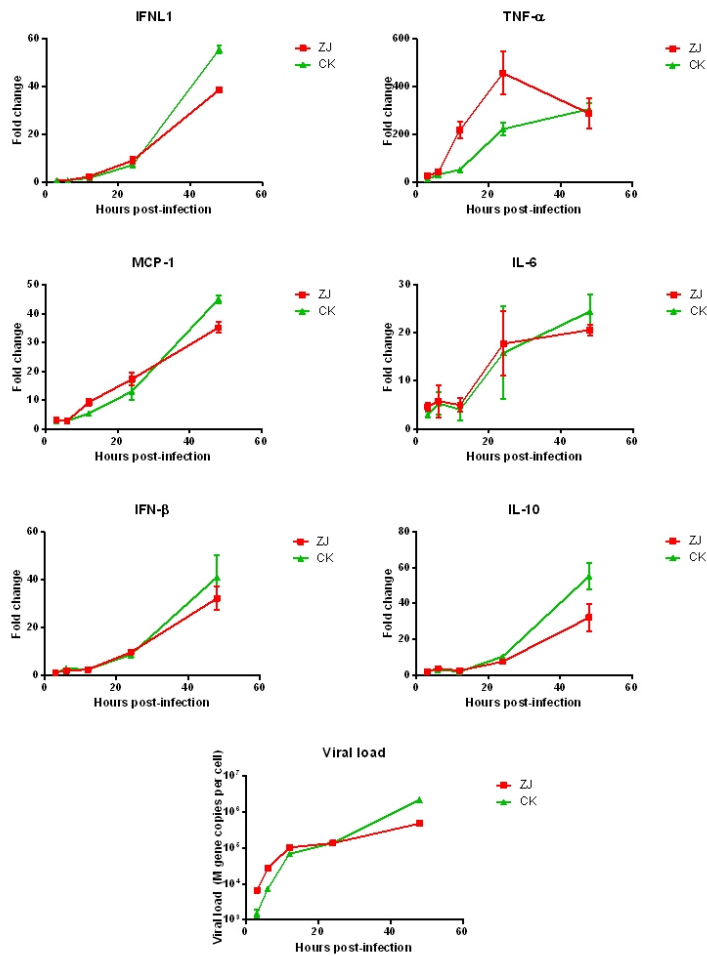 IFNL1
Fold change
60
40
20
0
0 20 40 60
Hours post-infection
ZJ
CK
TNF-α
Fold change
600
400
200
0
0 20 40 60
Hours post-infection
ZJ
CK
MCP-1
Fold change
50
40
30
20
10
0
0 20 40 60
Hours post-infection
ZJ
CK
IL-6
Fold change
30
20
10
0
0 20 40 60
Hours post-infection
ZJ
CK
IFN-β
Fold change
60
40
20
0
0 20 40 60
Hours post-infection
ZJ
CK
IL-10
Fold change
80
60
40
20
0
0 20 40 60
Hours post-infection
ZJ
CK
Viral load
Viral load (M gene copies per cell)
10⁷
10⁶
10⁵
10⁴
10³
0 20 40 60
Hours post-infection
ZJ
CK